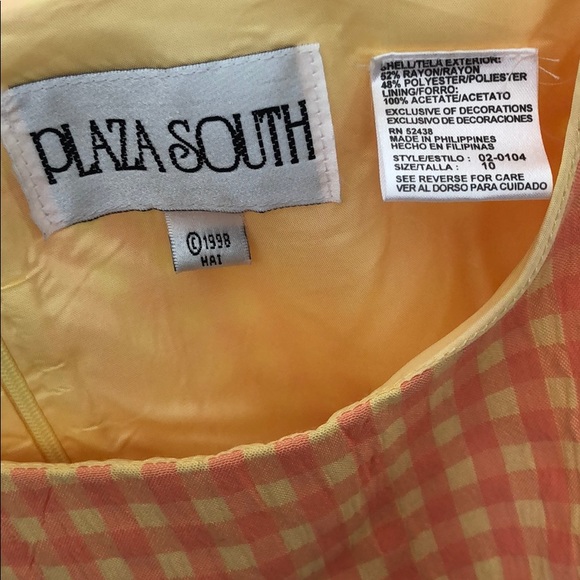 PLAZA SOUTH
©1998
HAI
SHELL/TELA EXTERIOR:
52% RAYON/RAYON
48% POLYESTER/POLIESTER
LINING/FORRO:
100% ACETATE/ACETATO
EXCLUSIVE OF DECORATIONS
EXCLUSIVO DE DECORACIONES
RN 52438
MADE IN PHILIPPINES
HECHO EN FILIPINAS
STYLE/ESTILO : 02-0104
SIZE/TALLA : 10
SEE REVERSE FOR CARE
VER AL DORSO PARA CUIDADO